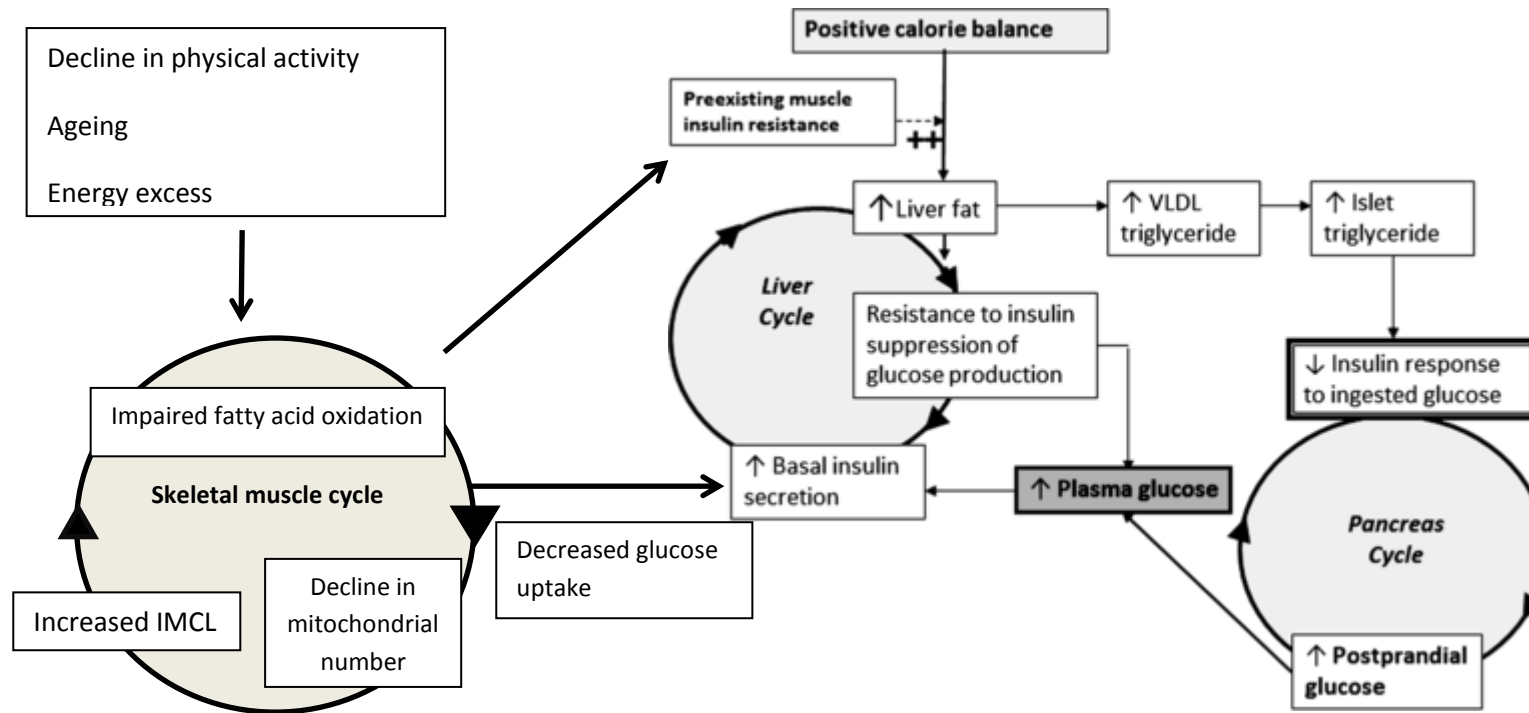 Decline in physical activity
Ageing
Energy excess
Impaired fatty acid oxidation
Skeletal muscle cycle
Increased IMCL
Decline in
mitochondrial
number
Decreased glucose
uptake
Positive calorie balance
Preexisting muscle
insulin resistance
++
↑ Liver fat
↑ VLDL
triglyceride
↑ Islet
triglyceride
Liver
Cycle
Resistance to insulin
suppression of
glucose production
↑ Basal insulin
secretion
↑ Plasma glucose
↓ Insulin response
to ingested glucose
Pancreas
Cycle
↑ Postprandial
glucose